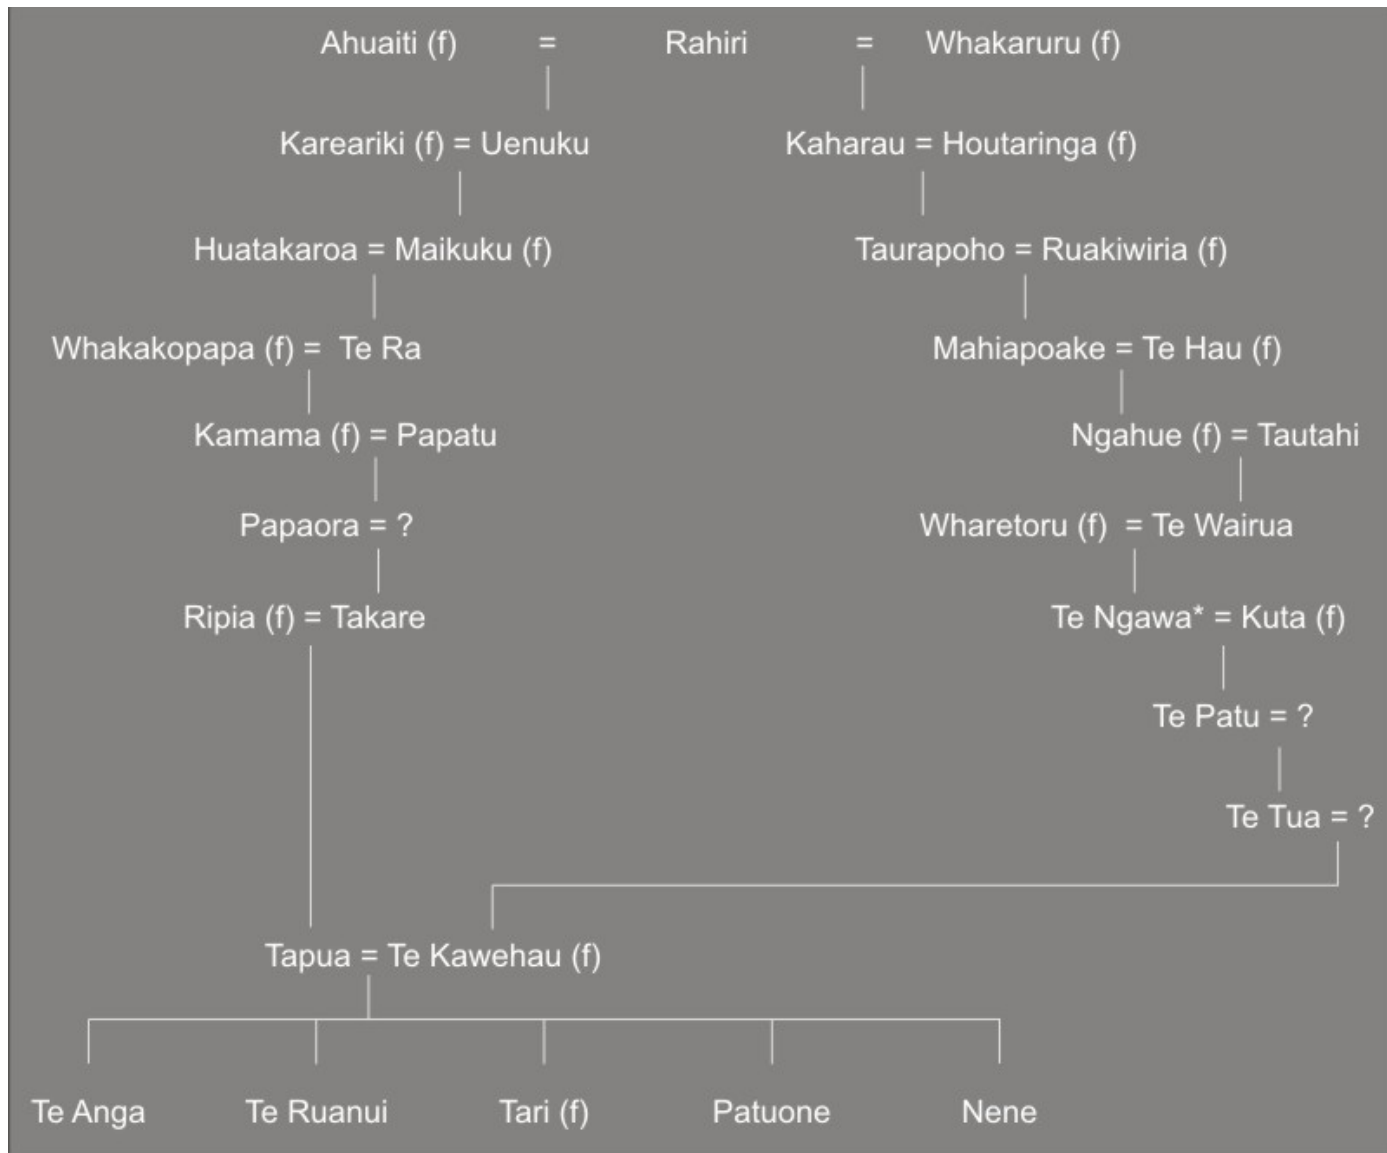 Ahuaiti (f) = Rahiri = Whakaruru (f)
Kareariki (f) = Uenuku Kaharau = Houtaringa (f)
Huatakaroa = Maikuku (f) Taurapoho = Ruakiwiria (f)
Whakakopapa (f) = Te Ra Mahiapoake = Te Hau (f)
Kamama (f) = Papatu Ngahue (f) = Tautahi
Papaora = ? Wharetoru (f) = Te Wairua
Ripia (f) = Takare Te Ngawa* = Kuta (f)
Te Patu = ?
Te Tua = ?
Tapua = Te Kawehau (f)
Te Anga Te Ruanui Tari (f) Patuone Nene